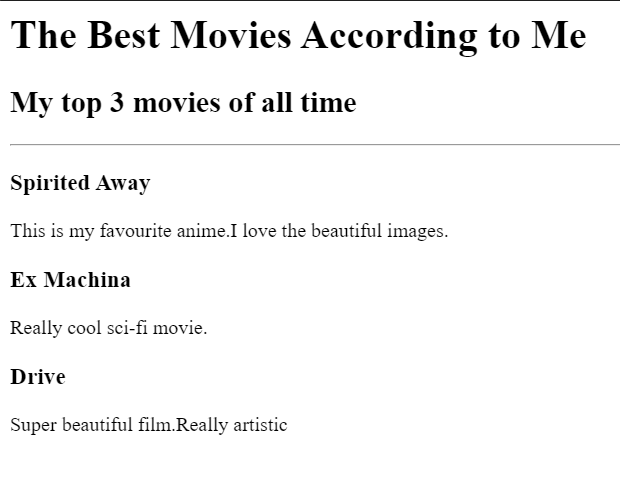 The Best Movies According to Me
My top 3 movies of all time
Spirited Away
This is my favourite anime.I love the beautiful images.
Ex Machina
Really cool sci-fi movie.
Drive
Super beautiful film.Really artistic